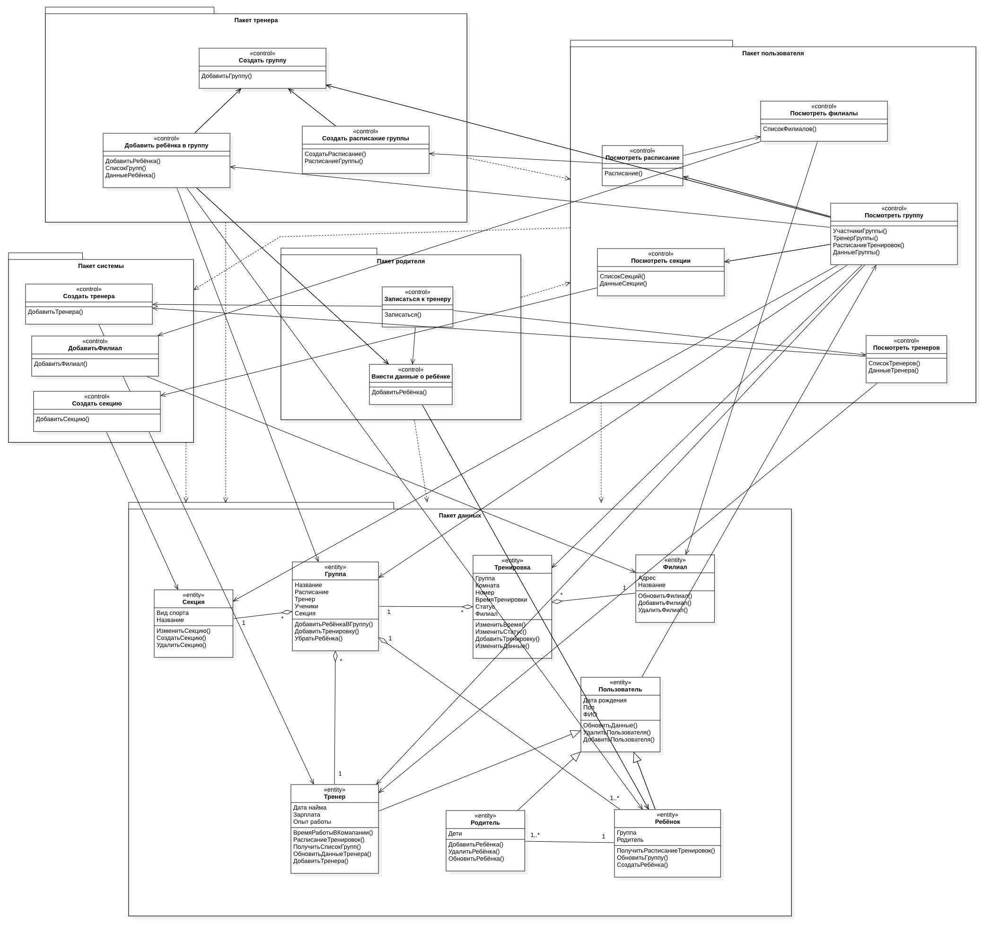 Пакет тренера
«control»
Создать группу
ДобавитьГруппу()
«control»
Добавить ребёнка в группу
ДобавитьРебёнка()
СписокГрупп()
ДанныеРебёнка()
«control»
Создать расписание группы
СоздатьРасписание()
РасписаниеГруппы()
Пакет пользователя
«control»
Посмотреть филиалы
СписокФилиалов()
«control»
Посмотреть расписание
Расписание()
«control»
Посмотреть группу
УчастникиГруппы()
ТренерГруппы()
РасписаниеТренировок()
ДанныеГруппы()
«control»
Посмотреть секции
СписокСекций()
ДанныеСекции()
«control»
Посмотреть тренеров
СписокТренеров()
ДанныеТренера()
Пакет системы
«control»
Создать тренера
ДобавитьТренера()
«control»
ДобавитьФилиал
ДобавитьФилиал()
«control»
Создать секцию
ДобавитьСекцию()
Пакет родителя
«control»
Записаться к тренеру
Записаться()
«control»
Внести данные о ребёнке
ДобавитьРебёнка()
Пакет данных
«entity»
Секция
Вид спорта
Название
ИзменитьСекцию()
СоздатьСекцию()
УдалитьСекцию()
1
*
«entity»
Группа
Название
Расписание
Тренер
Ученики
Секция
ДобавитьРебёнкаВГруппу()
ДобавитьТренировку()
УбратьРебёнка()
1
*
1
*
«entity»
Тренировка
Группа
Комната
Номер
ВремяТренировки
Статус
Филиал
ИзменитьВремя()
ИзменитьСтатус()
ДобавитьТренировку()
ИзменитьДанные()
*
1
«entity»
Филиал
Адрес
Название
ОбновитьФилиал()
ДобавитьФилиал()
УдалитьФилиал()
«entity»
Пользователь
Дата рождения
Пол
ФИО
ОбновитьДанные()
УдалитьПользователя()
ДобавитьПользователя()
1
«entity»
Тренер
Дата найма
Зарплата
Опыт работы
ВремяРаботыВКомапании()
РасписаниеТренировок()
ПолучитьСписокГрупп()
ОбновитьДанныеТренера()
ДобавитьТренера()
«entity»
Родитель
Дети
ДобавитьРебёнка()
УдалитьРебёнка()
ОбновитьРебёнка()
1..*
1
1..*
«entity»
Ребёнок
Группа
Родитель
ПолучитьРасписаниеТренировок()
ОбновитьГруппу()
СоздатьРебёнка()